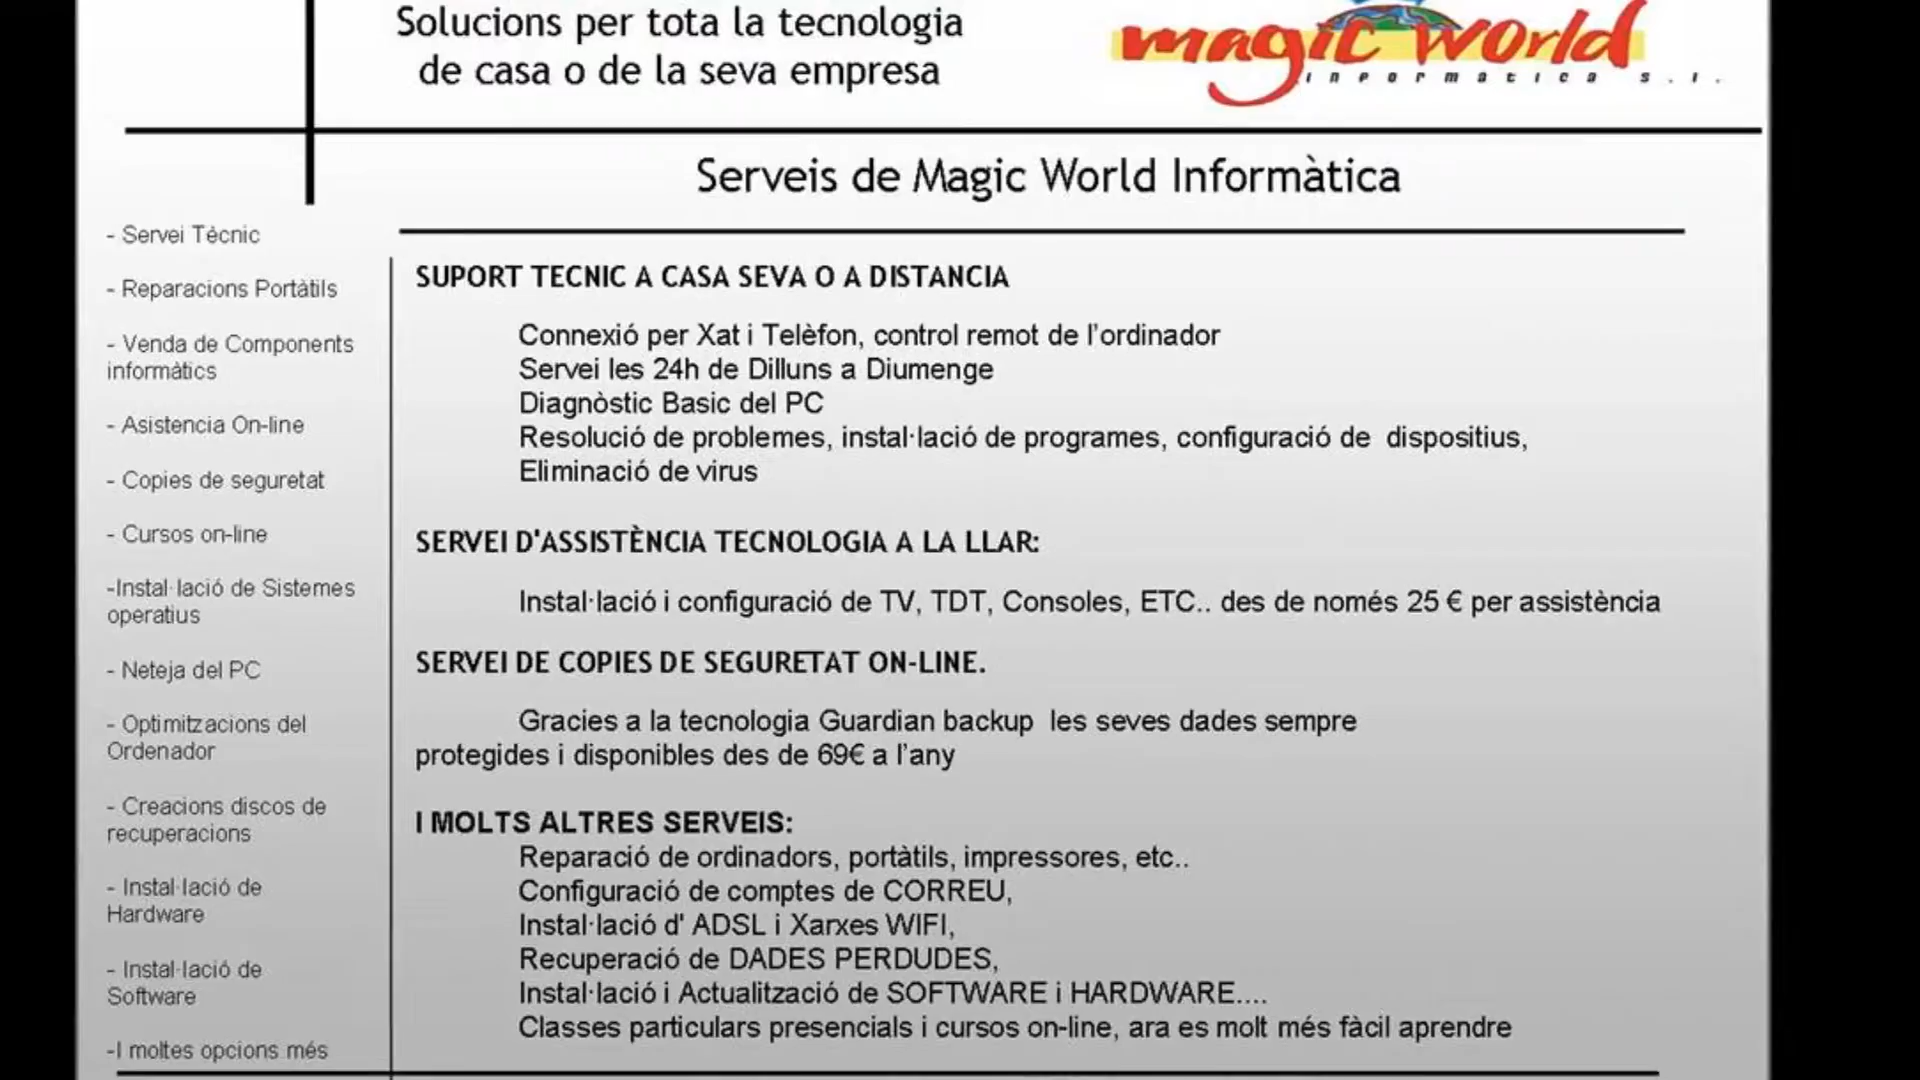 Solucions per tota la tecnologia
de casa o de la seva empresa
magic world
informatica s.l.
Serveis de Magic World Informàtica
- Servei Tècnic
- Reparacions Portàtils
- Venda de Components
informàtics
- Asistencia On-line
- Copies de seguretat
- Cursos on-line
-Instal·lació de Sistemes
operatius
- Neteja del PC
- Optimitzacions del
Ordenador
- Creacions discos de
recuperacions
- Instal·lació de
Hardware
- Instal·lació de
Software
-I moltes opcions més
SUPORT TECNIC A CASA SEVA O A DISTANCIA
Connexió per Xat i Telèfon, control remot de l'ordinador
Servei les 24h de Dilluns a Diumenge
Diagnòstic Basic del PC
Resolució de problemes, instal·lació de programes, configuració de dispositius,
Eliminació de virus
SERVEI D'ASSISTÈNCIA TECNOLOGIA A LA LLAR:
Instal·lació i configuració de TV, TDT, Consoles, ETC.. des de només 25 € per assistència
SERVEI DE COPIES DE SEGURETAT ON-LINE.
Gracies a la tecnologia Guardian backup les seves dades sempre
protegides i disponibles des de 69€ a l'any
I MOLTS ALTRES SERVEIS:
Reparació de ordinadors, portàtils, impressores, etc..
Configuració de comptes de CORREU,
Instal·lació d' ADSL i Xarxes WIFI,
Recuperació de DADES PERDUDES,
Instal·lació i Actualització de SOFTWARE i HARDWARE....
Classes particulars presencials i cursos on-line, ara es molt més fàcil aprendre